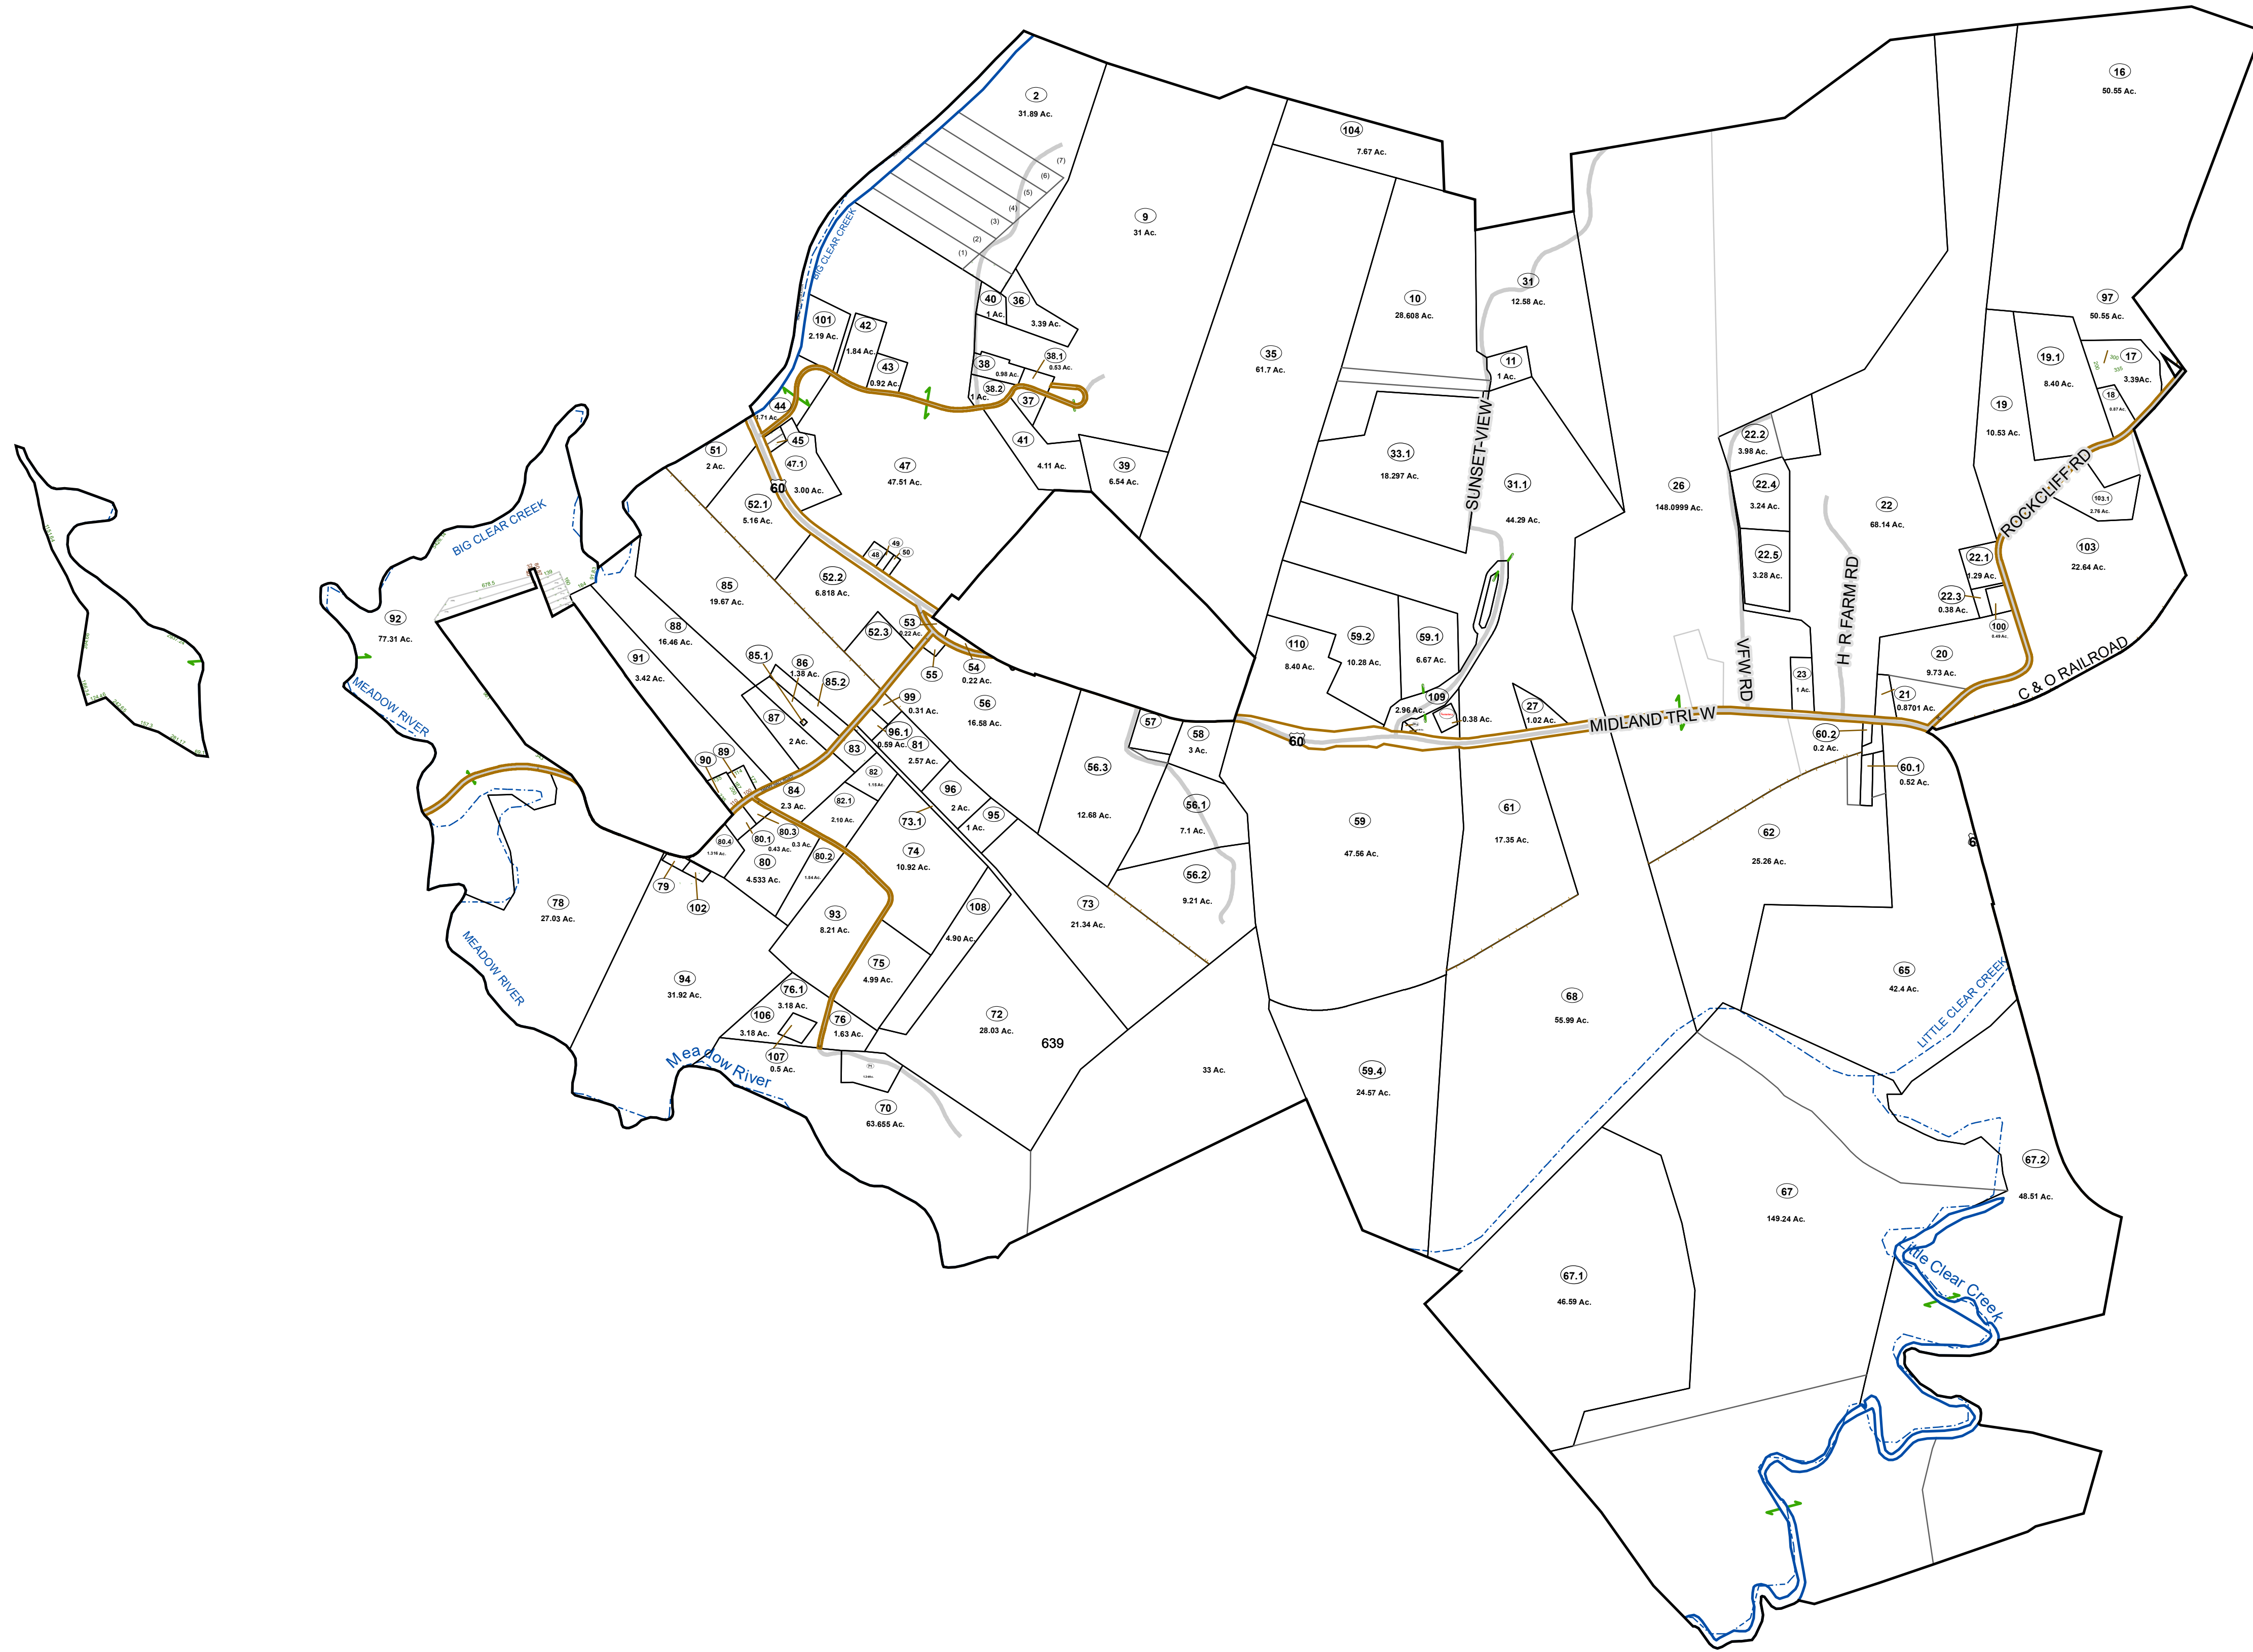 16
50.55 Ac.
2
31.89 Ac.
104
7.67 Ac.
(7)
(6)
(5)
(4)
(3)
(2)
(1)
9
31 Ac.
BIG CLEAR CREEK
31
12.58 Ac.
10
28.608 Ac.
97
50.55 Ac.
40
1 Ac.
36
3.39 Ac.
101
2.19 Ac.
42
1.84 Ac.
43
0.92 Ac.
38
0.98 Ac.
38.1
0.53 Ac.
38.2
1 Ac.
37
35
61.7 Ac.
11
1 Ac.
19.1
8.40 Ac.
17
3.39Ac.
300
200
335
18
0.87 Ac.
19
10.53 Ac.
44
1.71 Ac.
45
51
2 Ac.
47.1
3.00 Ac.
47
47.51 Ac.
41
4.11 Ac.
39
6.54 Ac.
33.1
18.297 Ac.
SUNSET-VIEW
31.1
44.29 Ac.
26
148.0999 Ac.
22.2
3.98 Ac.
22.4
3.24 Ac.
22
68.14 Ac.
ROCKCLIFF RD
103.1
2.76 Ac.
103
22.64 Ac.
60
52.1
5.16 Ac.
BIG CLEAR CREEK
48
49
50
52.2
6.818 Ac.
85
19.67 Ac.
22.5
3.28 Ac.
22.1
1.29 Ac.
22.3
0.38 Ac.
100
0.49 Ac.
H R FARM RD
VFW RD
92
77.31 Ac.
678.5
139
184
88
16.46 Ac.
52.3
53
0.22 Ac.
55
54
0.22 Ac.
91
3.42 Ac.
85.1
86
1.38 Ac.
85.2
110
8.40 Ac.
59.2
10.28 Ac.
59.1
6.67 Ac.
20
9.73 Ac.
C & O RAILROAD
23
1 Ac.
21
0.8701 Ac.
MEADOW RIVER
99
0.31 Ac.
56
16.58 Ac.
109
2.96 Ac.
0.38 Ac.
27
1.02 Ac.
MIDLAND TRL W
60
87
2 Ac.
96.1
0.59 Ac.
81
2.57 Ac.
57
58
3 Ac.
60.2
0.2 Ac.
60.1
0.52 Ac.
90
89
83
82
84
2.3 Ac.
82.1
2.10 Ac.
96
2 Ac.
95
1 Ac.
73.1
56.3
12.68 Ac.
56.1
7.1 Ac.
59
47.56 Ac.
61
17.35 Ac.
62
25.26 Ac.
6
80.4
80.1
0.43 Ac.
80.3
0.3 Ac.
80
4.533 Ac.
80.2
74
10.92 Ac.
79
102
56.2
9.21 Ac.
78
27.03 Ac.
93
8.21 Ac.
108
4.90 Ac.
73
21.34 Ac.
MEADOW RIVER
75
4.99 Ac.
94
31.92 Ac.
76.1
3.18 Ac.
106
3.18 Ac.
76
1.63 Ac.
107
0.5 Ac.
72
28.03 Ac.
639
68
55.99 Ac.
65
42.4 Ac.
LITTLE CLEAR CREEK
Meadow River
33 Ac.
59.4
24.57 Ac.
70
63.655 Ac.
67.2
48.51 Ac.
67
149.24 Ac.
67.1
46.59 Ac.
Little Clear Creek